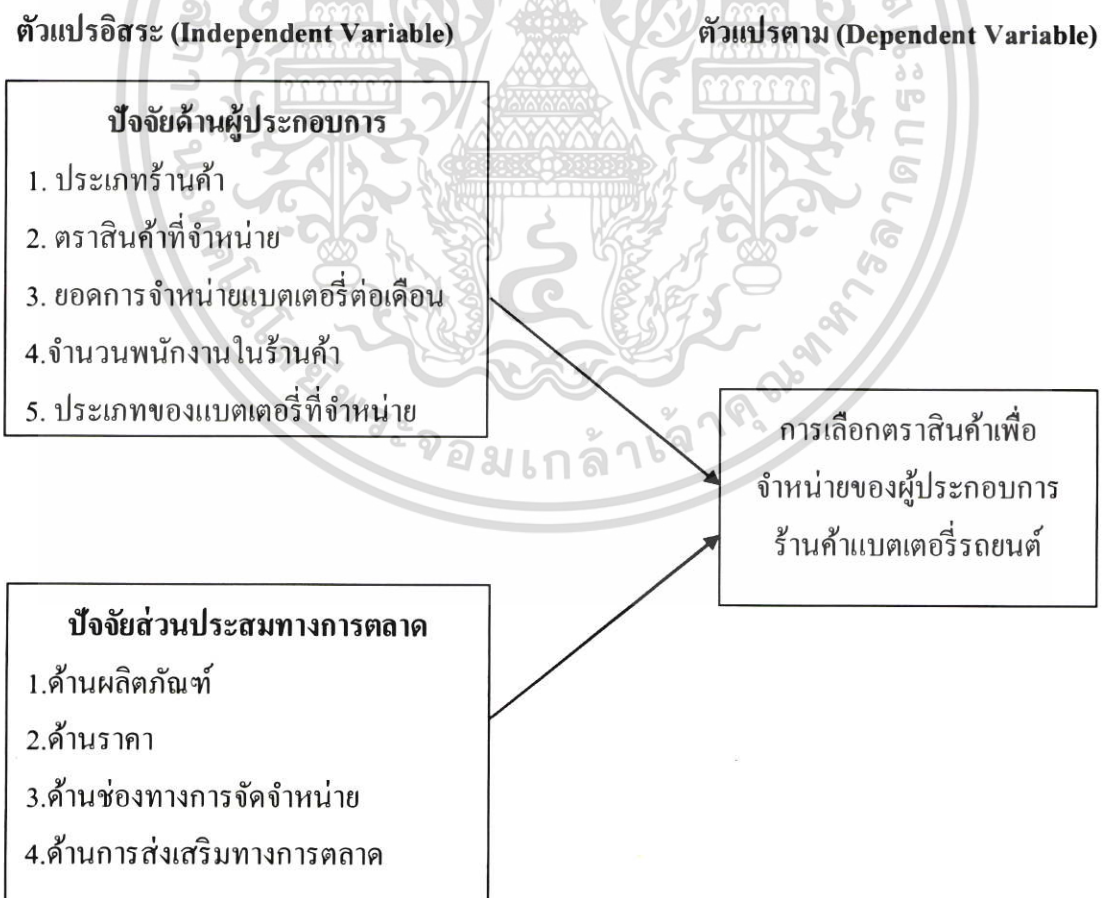 ตัวแปรอิสระ (Independent Variable)
ตัวแปรตาม (Dependent Variable)
ปัจจัยด้านผู้ประกอบการ
1. ประเภทร้านค้า
2. ตราสินค้าที่จำหน่าย
3. ยอดการจำหน่ายแบตเตอรี่ต่อเดือน
4.จำนวนพนักงานในร้านค้า
5. ประเภทของแบตเตอรี่ที่จำหน่าย
การเลือกตราสินค้าเพื่อ
จำหน่ายของผู้ประกอบการ
ร้านค้าแบตเตอรี่รถยนต์
ปัจจัยส่วนประสมทางการตลาด
1.ด้านผลิตภัณฑ์
2.ด้านราคา
3.ด้านช่องทางการจัดจำหน่าย
4.ด้านการส่งเสริมทางการตลาด